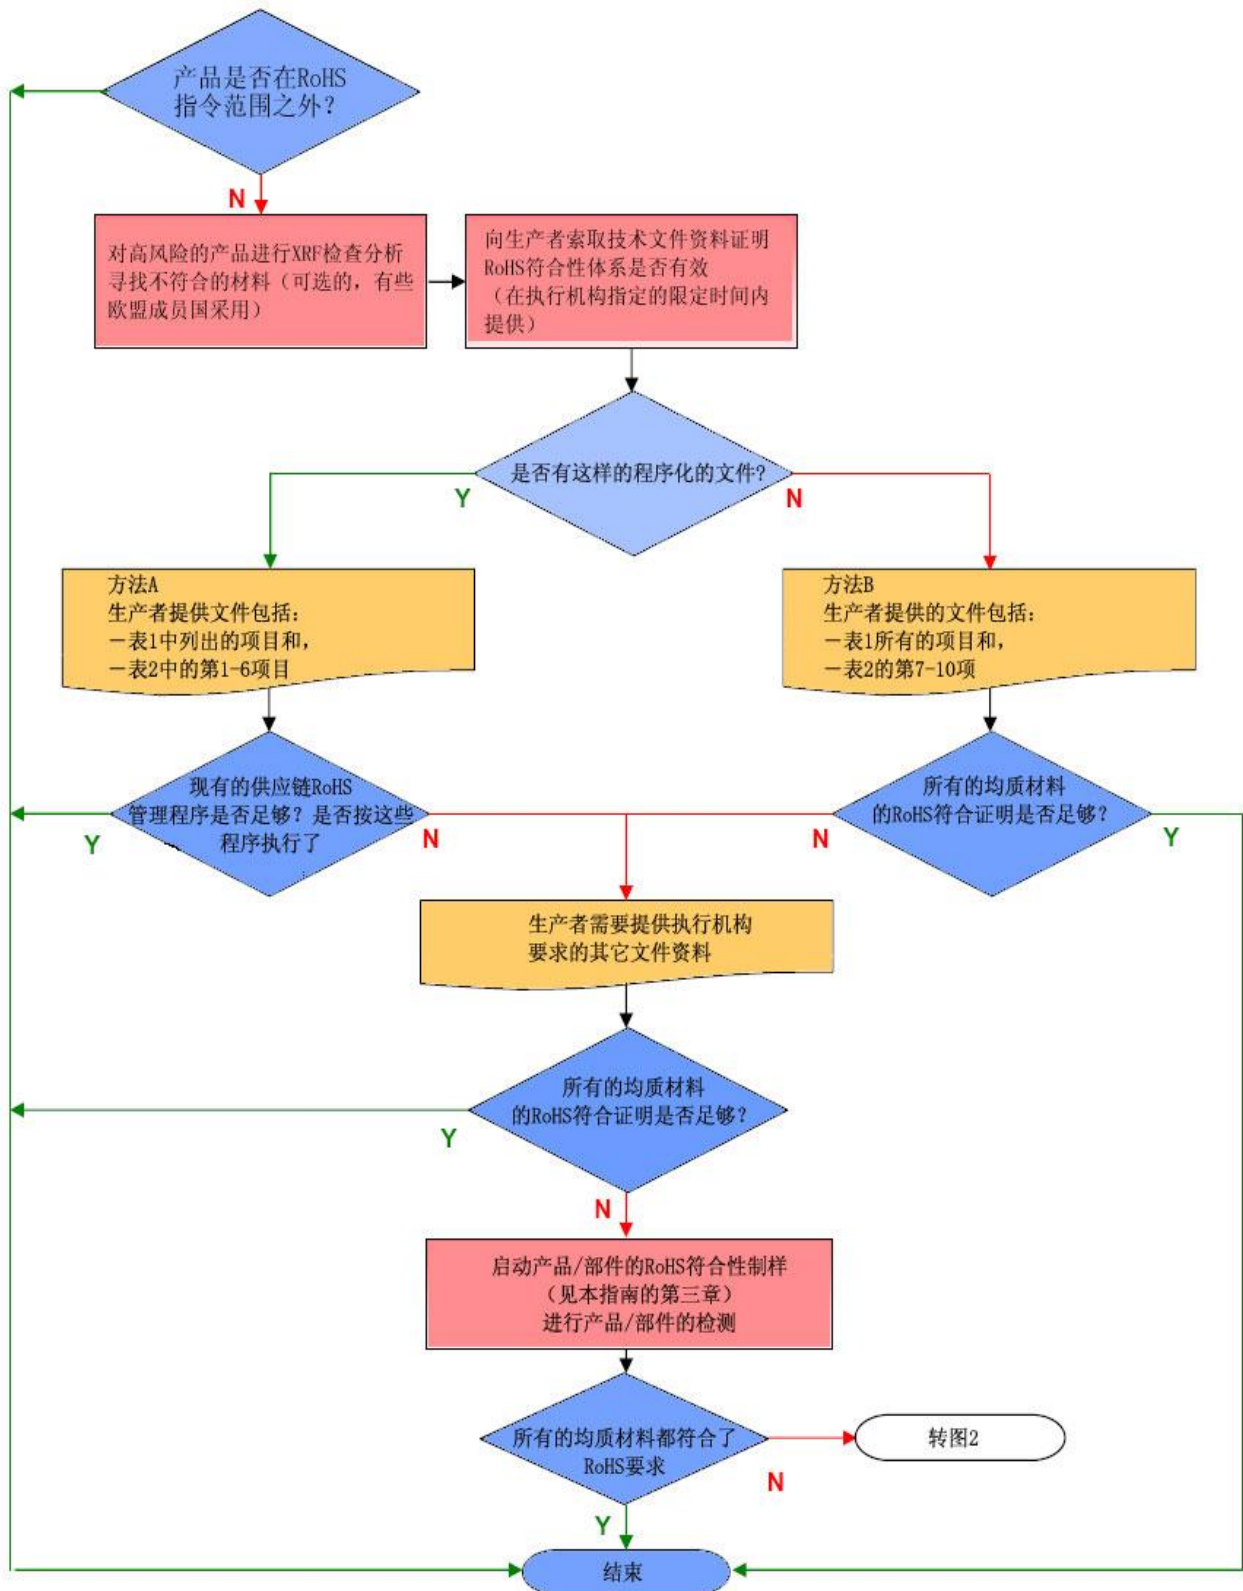 产品是否在RoHS
指令范围之外？
N
对高风险的产品进行XRF检查分析
寻找不符合的材料（可选的，有些
欧盟成员国采用）
向生产者索取技术文件资料证明
RoHS符合性体系是否有效
（在执行机构指定的限定时间内
提供）
是否有这样的程序化的文件?
Y
N
方法A
生产者提供文件包括：
－表1中列出的项目和，
－表2中的第1-6项目
方法B
生产者提供的文件包括：
－表1所有的项目和，
－表2的第7-10项
现有的供应链RoHS
管理程序是否足够？是否按这些
程序执行了
Y
N
所有的均质材料
的RoHS符合证明是否足够？
N
Y
生产者需要提供执行机构
要求的其它文件资料
所有的均质材料
的RoHS符合证明是否足够？
Y
N
启动产品/部件的RoHS符合性制样
（见本指南的第三章）
进行产品/部件的检测
所有的均质材料都符合了
RoHS要求
N
转图2
Y
结束